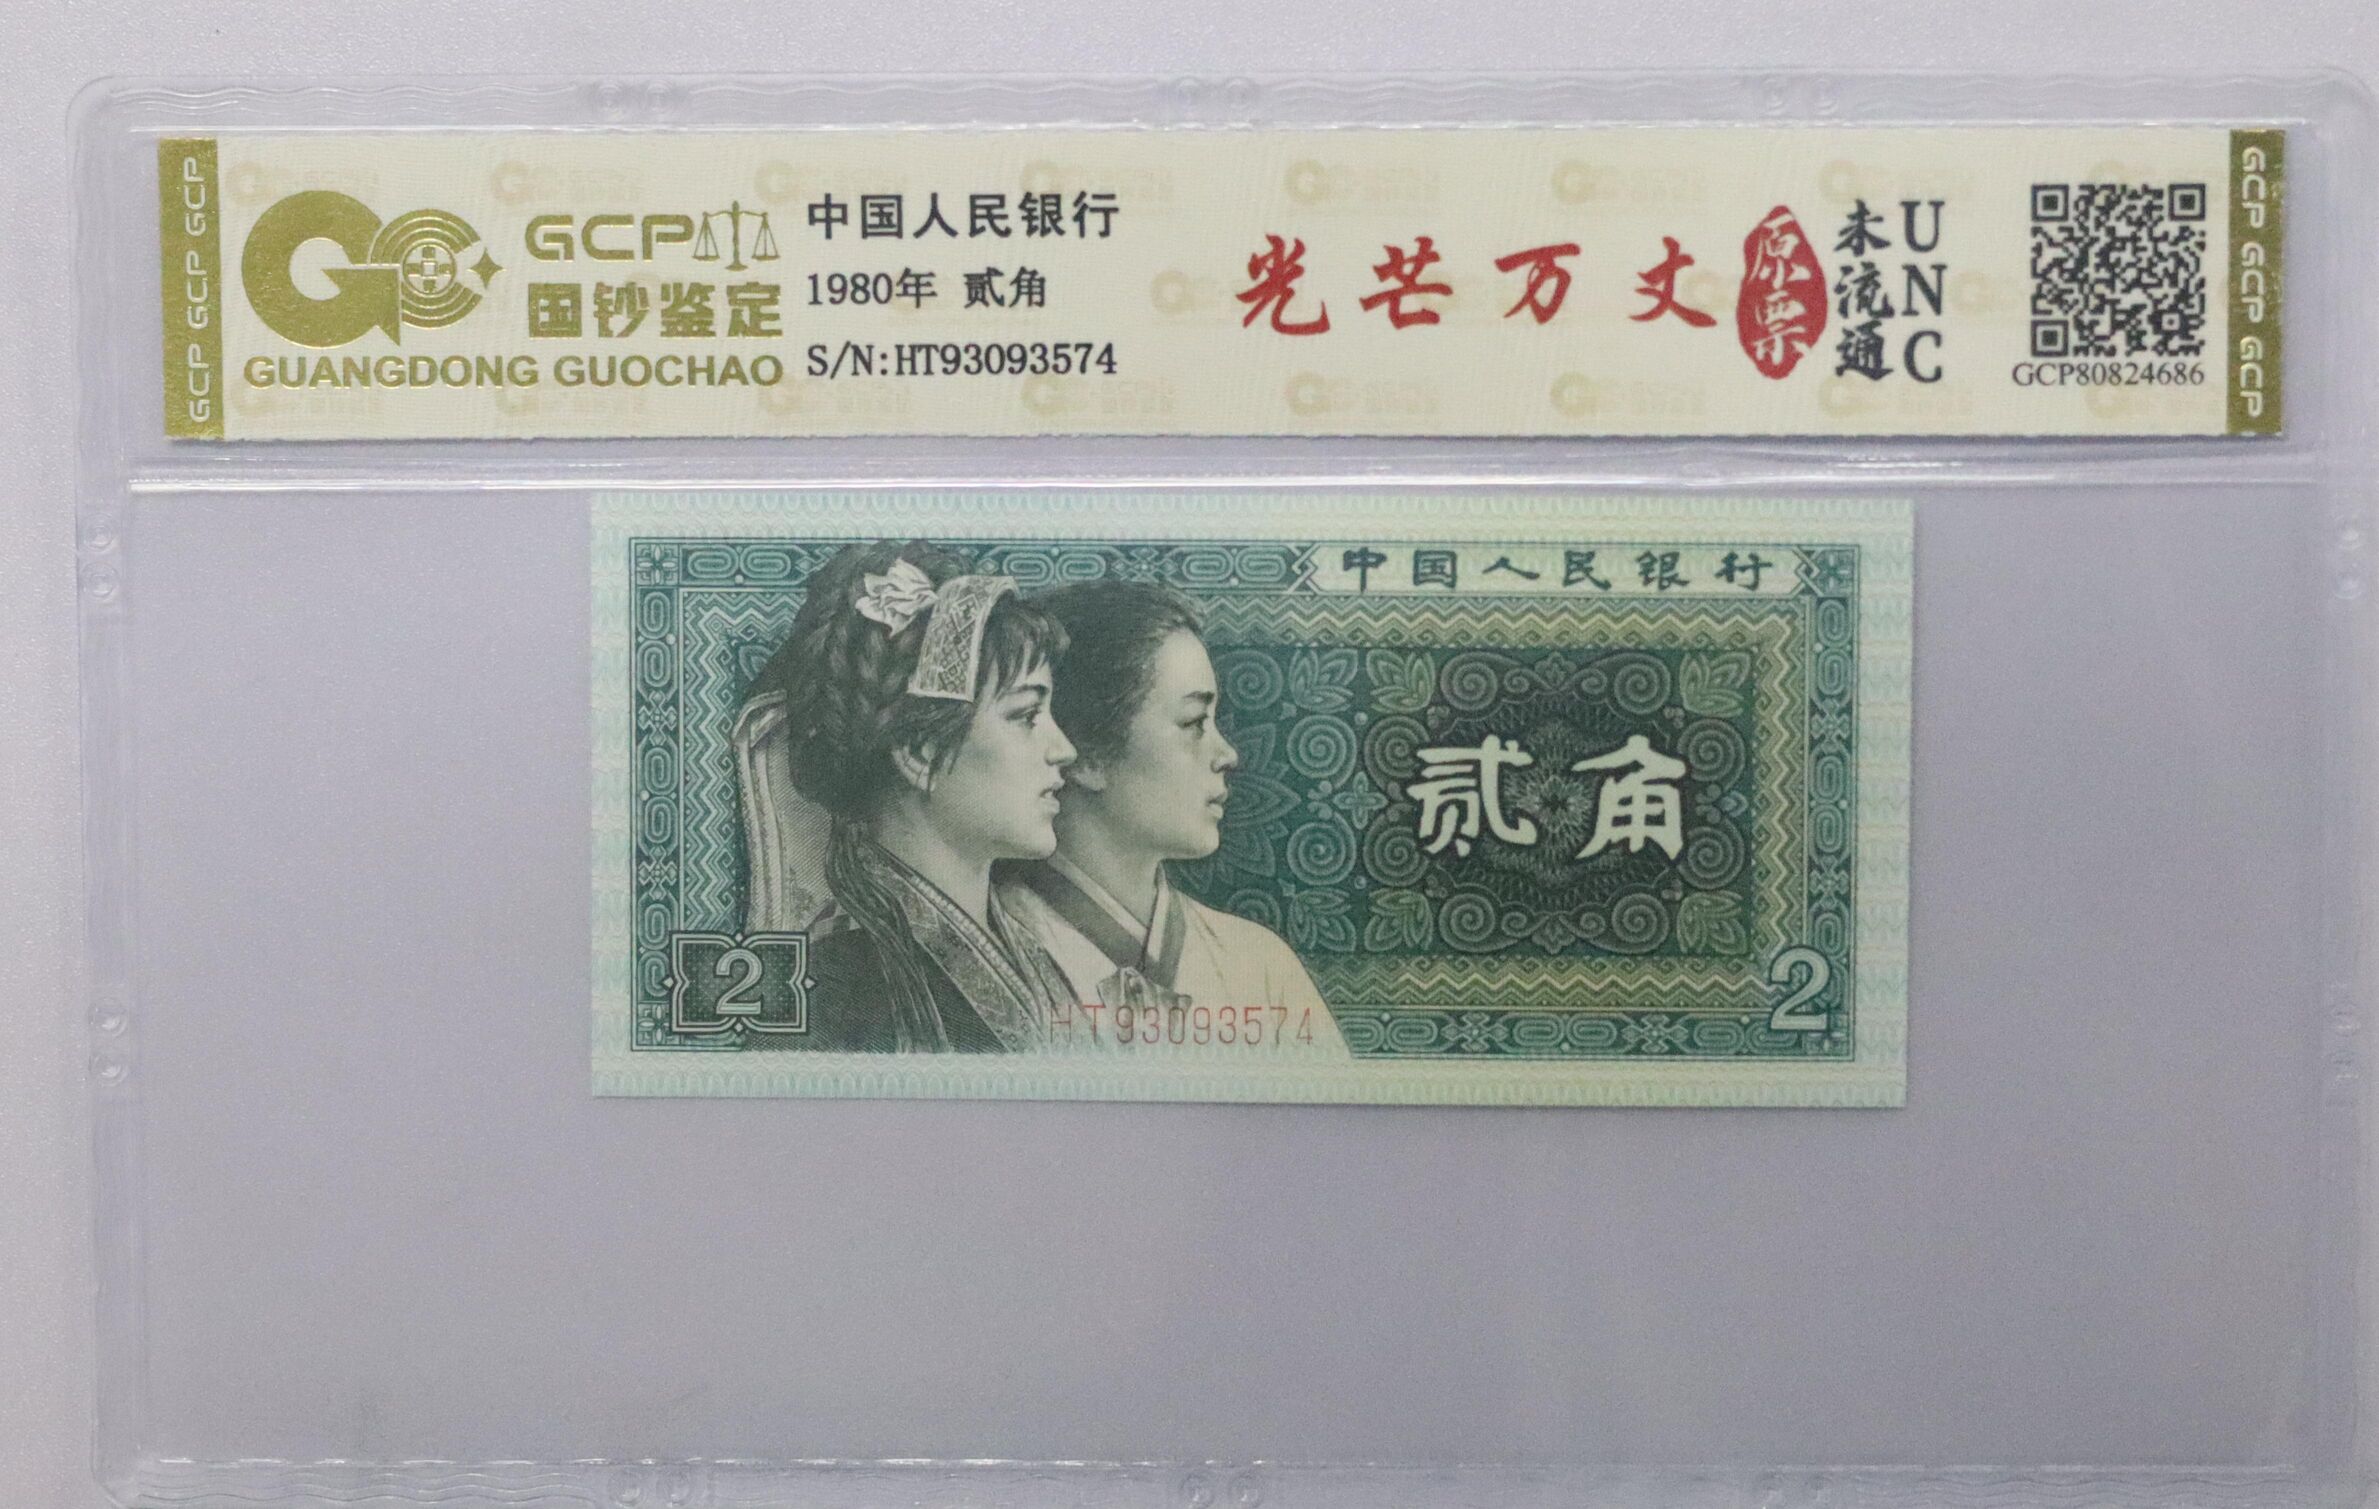 GCP GCP GCP
GCP
国钞鉴定
GUANGDONG GUOCHAO
中国人民银行
1980年 贰角
S/N:HT93093574
光芒万丈
原票
未流通
UNC
GCP80824686
GCP GCP GCP
中国人民银行
贰角
2
2
HT93093574